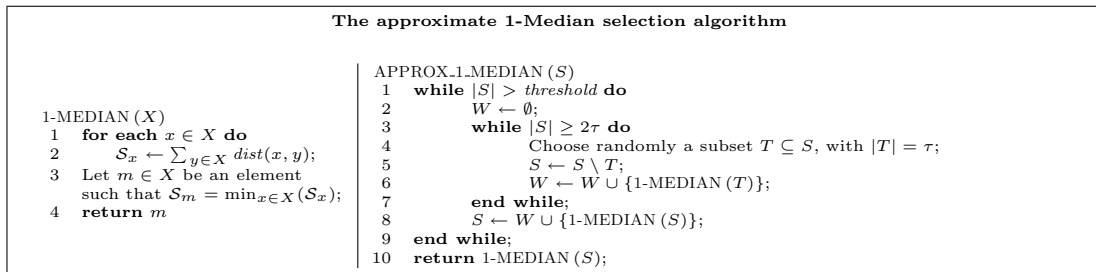 The approximate 1-Median selection algorithm
1-MEDIAN (X)
1 for each x ∈ X do
2 𝒮ₓ ← ∑ y∈X dist(x, y);
3 Let m ∈ X be an element
such that 𝒮ₘ = minₓ∈X(𝒮ₓ);
4 return m
APPROX_1_MEDIAN (S)
1 while |S| > threshold do
2 W ← ∅;
3 while |S| ≥ 2τ do
4 Choose randomly a subset T ⊆ S, with |T| = τ;
5 S ← S \ T;
6 W ← W ∪ {1-MEDIAN (T)};
7 end while;
8 S ← W ∪ {1-MEDIAN (S)};
9 end while;
10 return 1-MEDIAN (S);